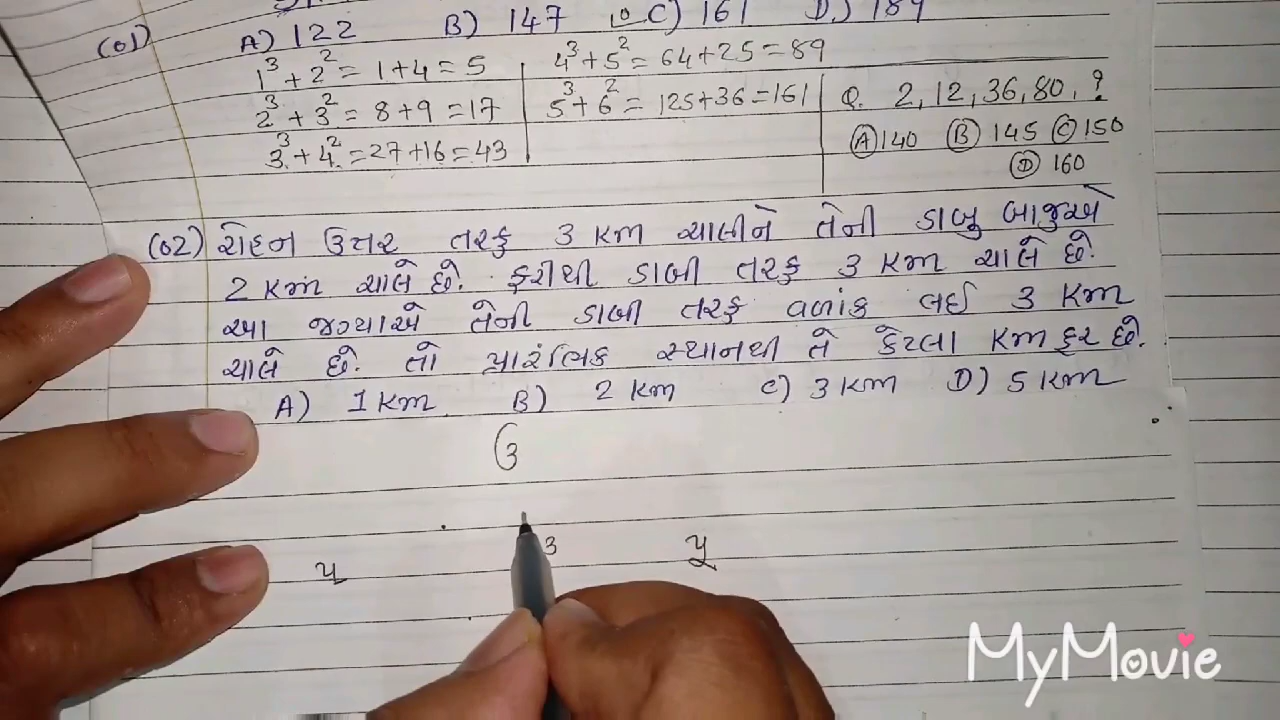 (01) A) 122 B) 147 C) 161 D) 189
1³ + 2² = 1+4 = 5
2³ + 3² = 8+9 = 17
3³ + 4² = 27+16 = 43
4³ + 5² = 64+25 = 89
5³ + 6² = 125+36 = 161
Q. 2, 12, 36, 80, ?
Ⓐ 140 Ⓑ 145 Ⓒ 150
Ⓓ 160
(02) રોહન ઉત્તર તરફ 3 Km ચાલીને તેની ડાબુ બાજુએ
2 Km ચાલે છે. ફરીથી ડાબી તરફ 3 Km ચાલે છે.
આ જગ્યાએ તેની ડાબી તરફ વળાંક લઈ 3 Km
ચાલે છે. તો પ્રારંભિક સ્થાનથી તે કેટલા Km દૂર છે.
A) 1 Km. B) 2 Km C) 3 Km D) 5 Km
ઉ
3
પૂ
પ
MyMovie